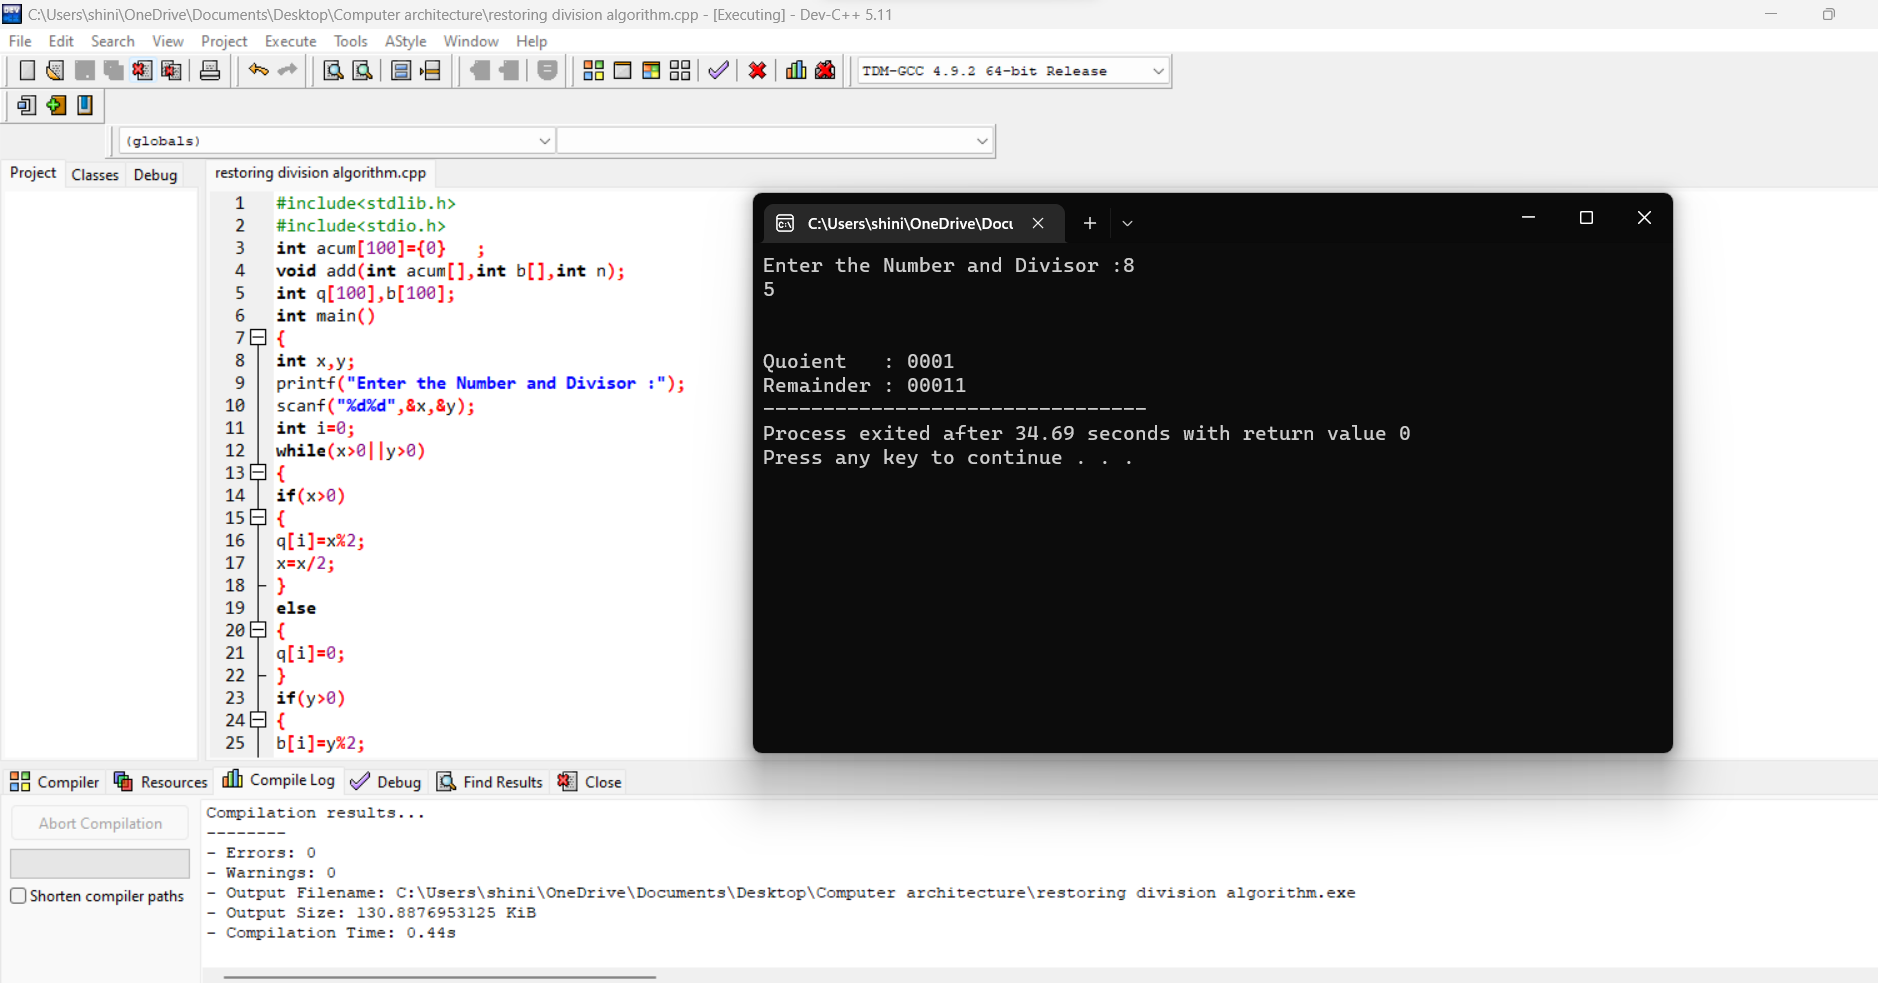 C:\Users\shini\OneDrive\Documents\Desktop\Computer architecture\restoring division algorithm.cpp - [Executing] - Dev-C++ 5.11
File Edit Search View Project Execute Tools AStyle Window Help
TDM-GCC 4.9.2 64-bit Release
(globals)
Project Classes Debug
restoring division algorithm.cpp
1 #include<stdlib.h>
2 #include<stdio.h>
3 int acum[100]={0} ;
4 void add(int acum[],int b[],int n);
5 int q[100],b[100];
6 int main()
7 {
8 int x,y;
9 printf("Enter the Number and Divisor :");
10 scanf("%d%d",&x,&y);
11 int i=0;
12 while(x>0||y>0)
13 {
14 if(x>0)
15 {
16 q[i]=x%2;
17 x=x/2;
18 }
19 else
20 {
21 q[i]=0;
22 }
23 if(y>0)
24 {
25 b[i]=y%2;
C:\Users\shini\OneDrive\Docu
Enter the Number and Divisor :8
5
Quoient : 0001
Remainder : 00011
--------------------------------
Process exited after 34.69 seconds with return value 0
Press any key to continue . . .
Compiler Resources Compile Log Debug Find Results Close
Abort Compilation
Shorten compiler paths
Compilation results...
--------
- Errors: 0
- Warnings: 0
- Output Filename: C:\Users\shini\OneDrive\Documents\Desktop\Computer architecture\restoring division algorithm.exe
- Output Size: 130.8876953125 KiB
- Compilation Time: 0.44s